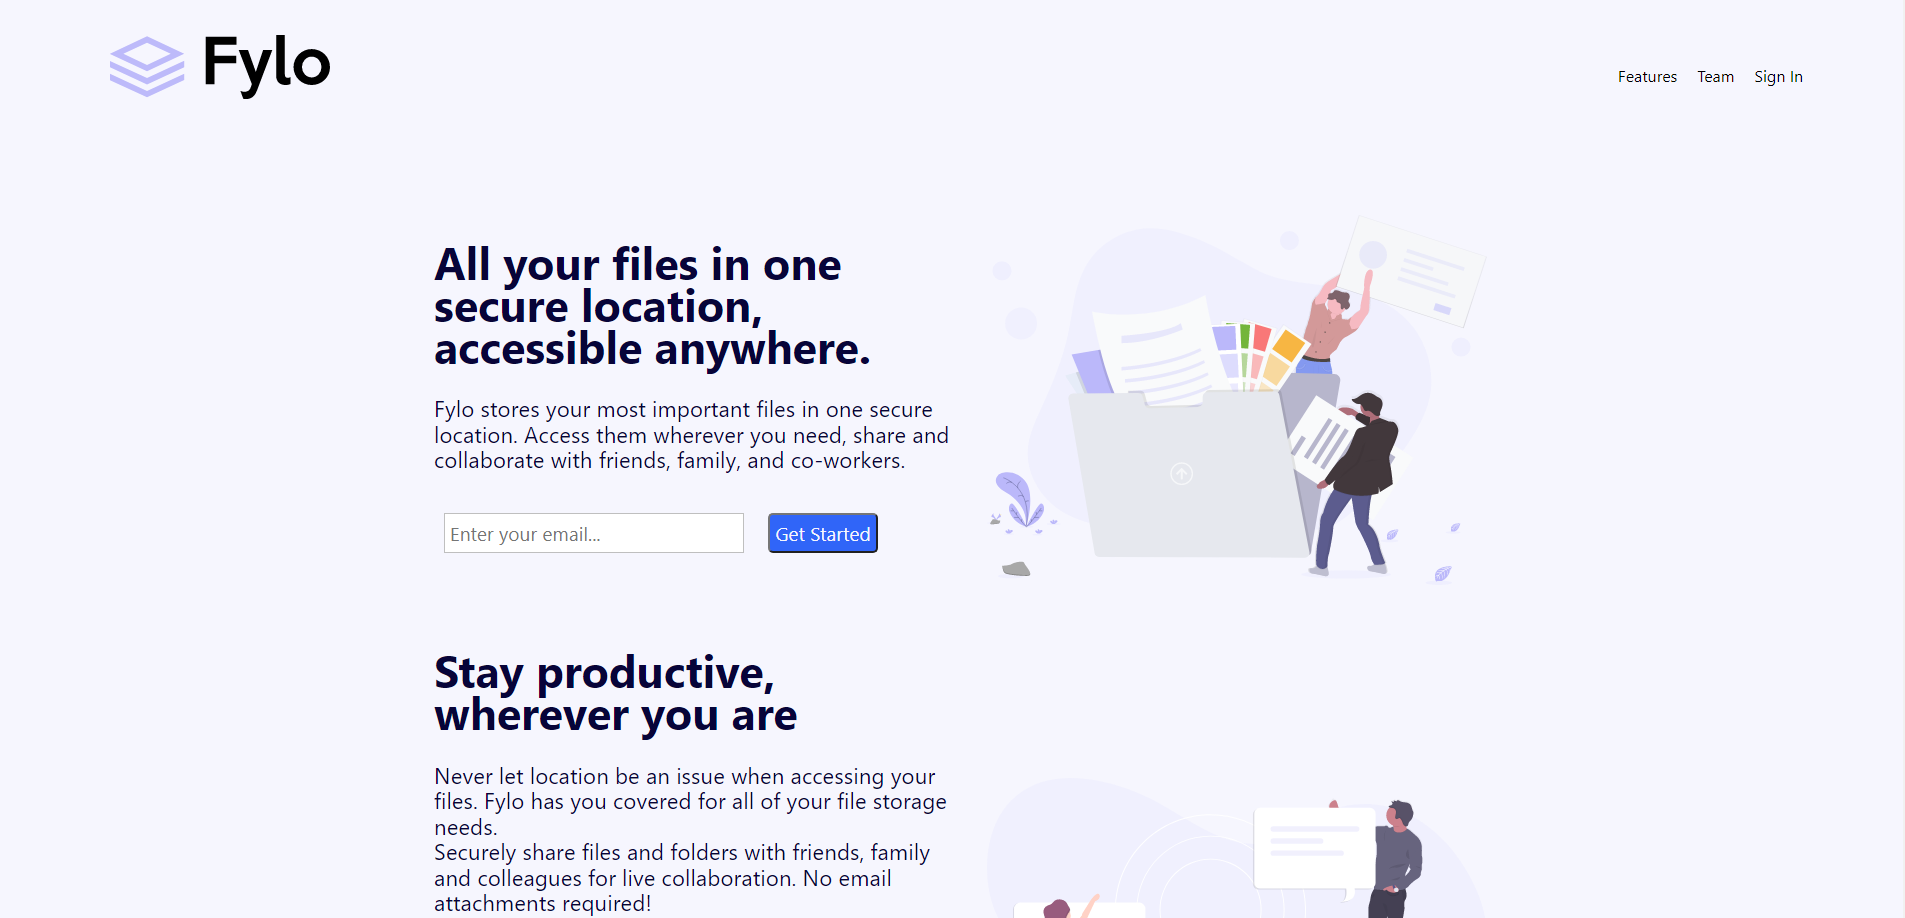 Fylo
Features Team Sign In
All your files in one
secure location,
accessible anywhere.
Fylo stores your most important files in one secure
location. Access them wherever you need, share and
collaborate with friends, family, and co-workers.
Enter your email...
Get Started
Stay productive,
wherever you are
Never let location be an issue when accessing your
files. Fylo has you covered for all of your file storage
needs.
Securely share files and folders with friends, family
and colleagues for live collaboration. No email
attachments required!